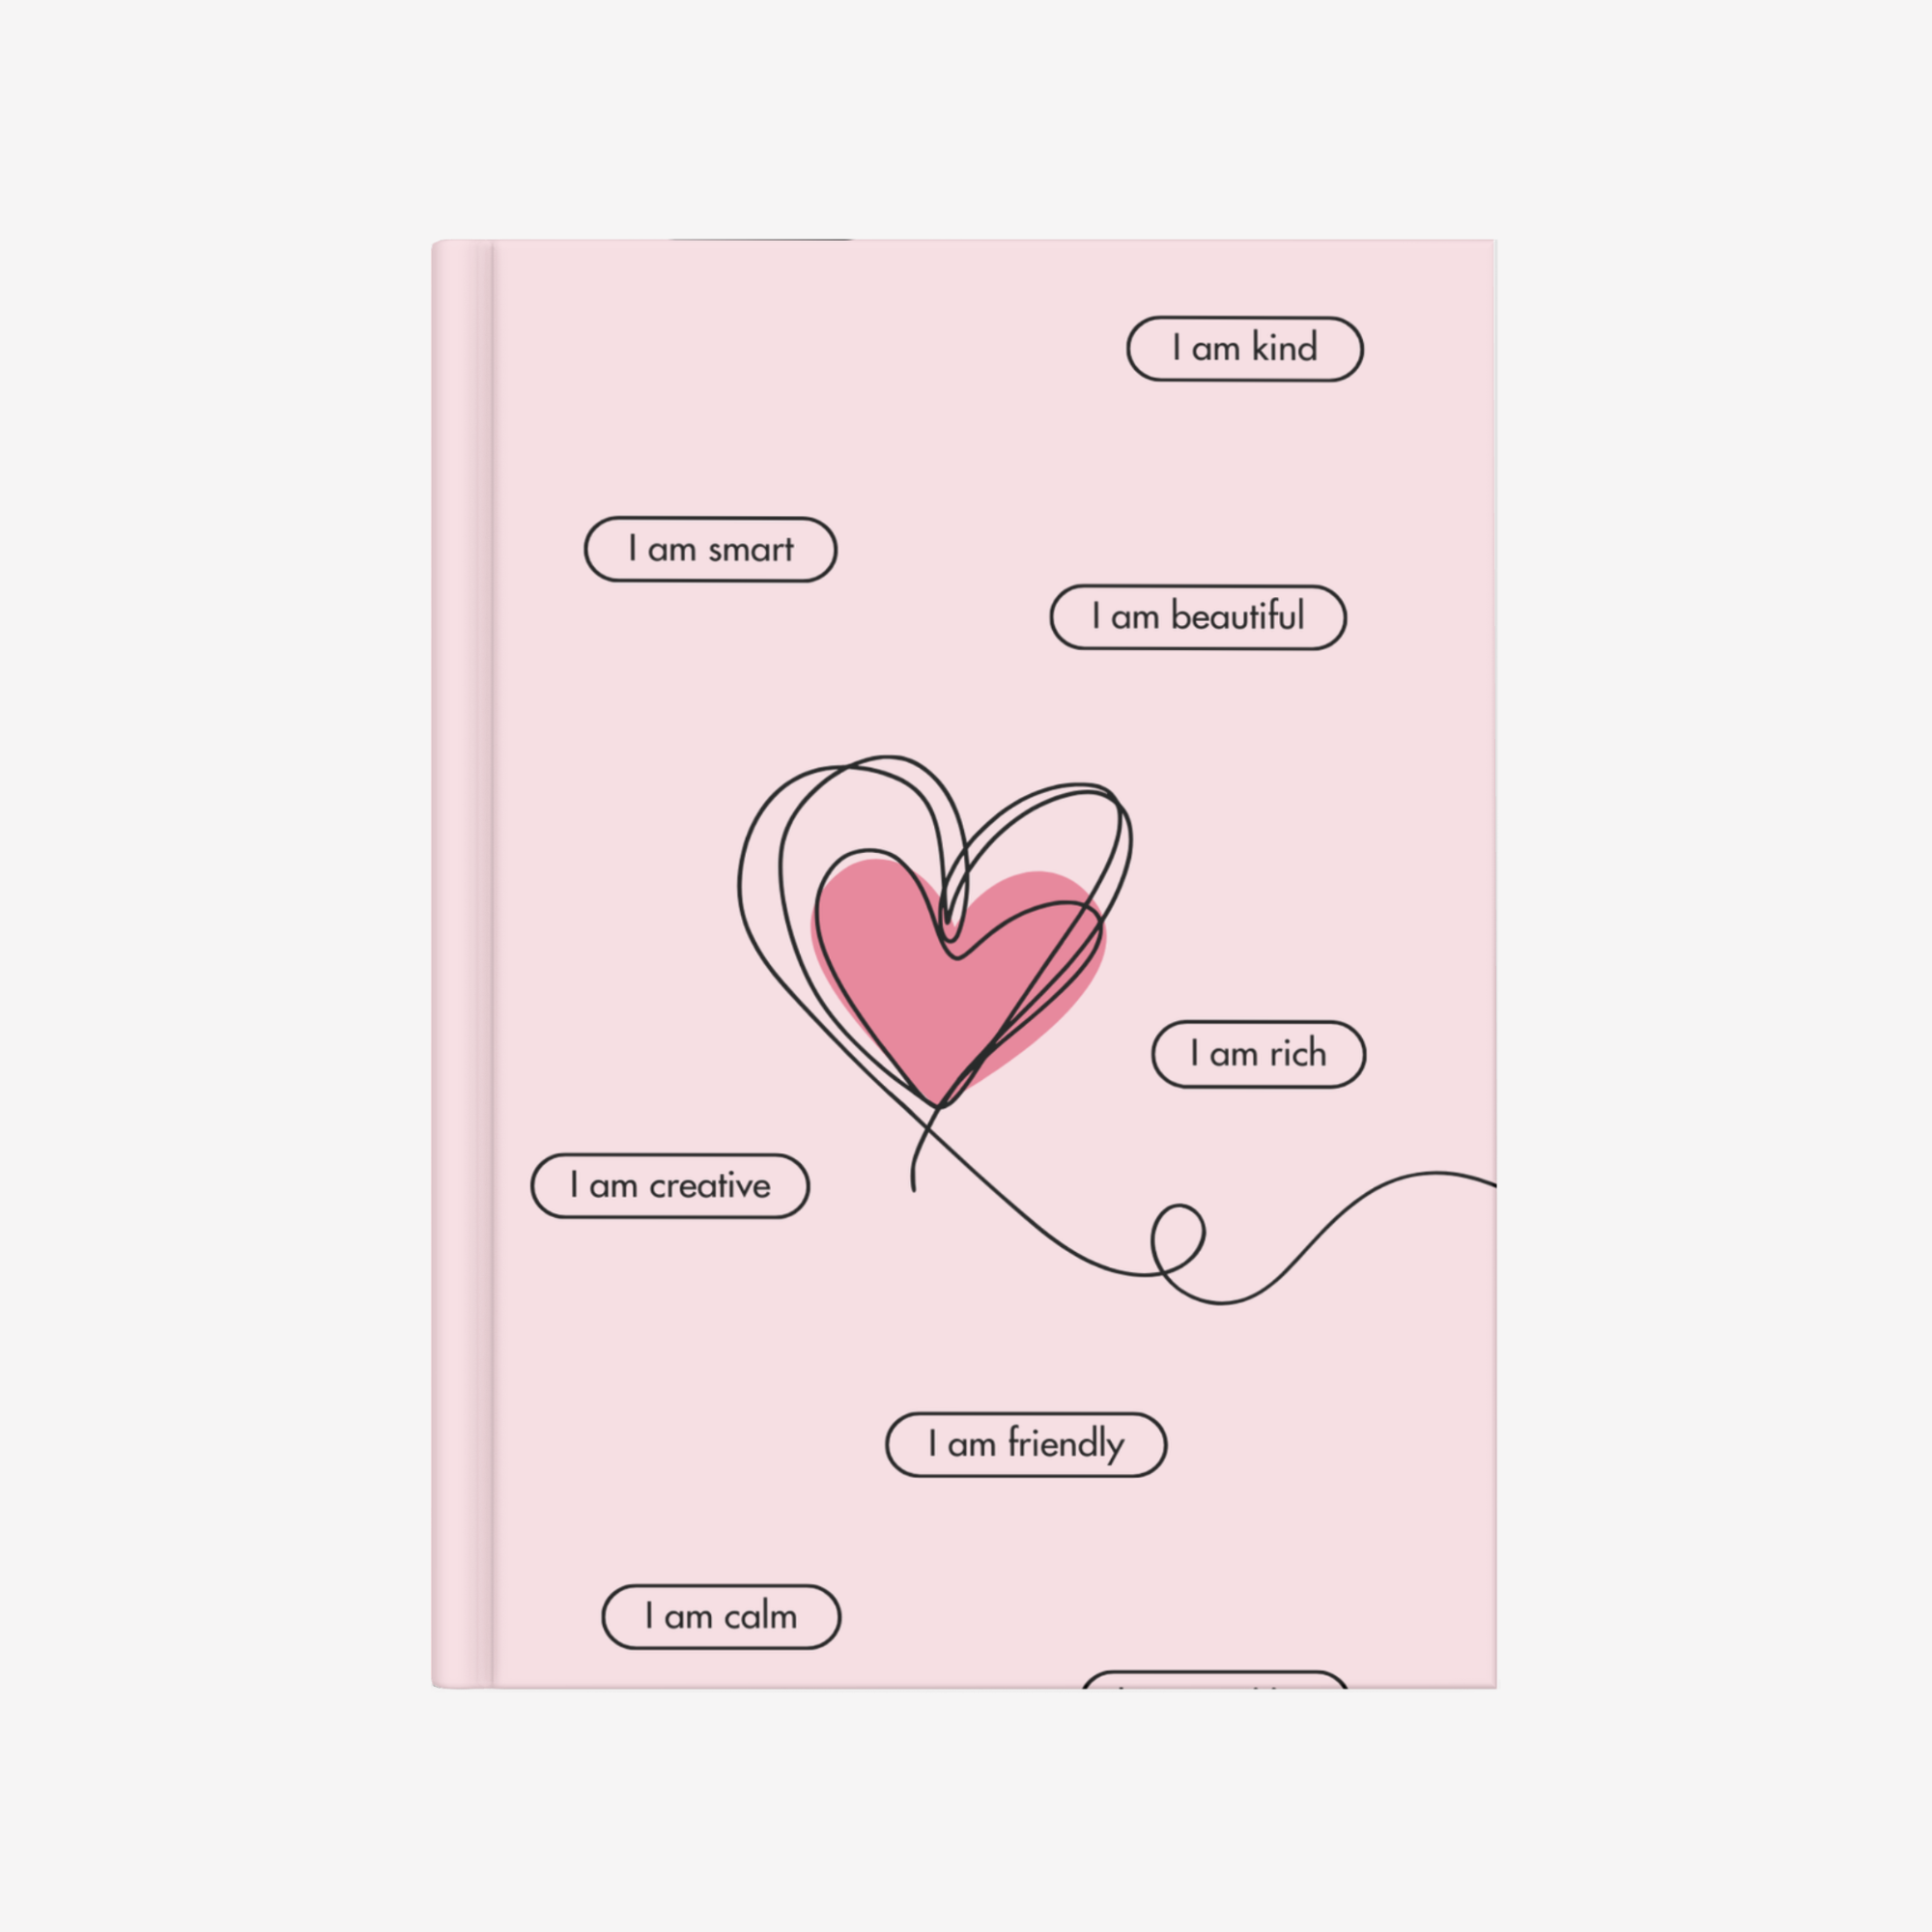 I am kind
I am smart
I am beautiful
I am rich
I am creative
I am friendly
I am calm